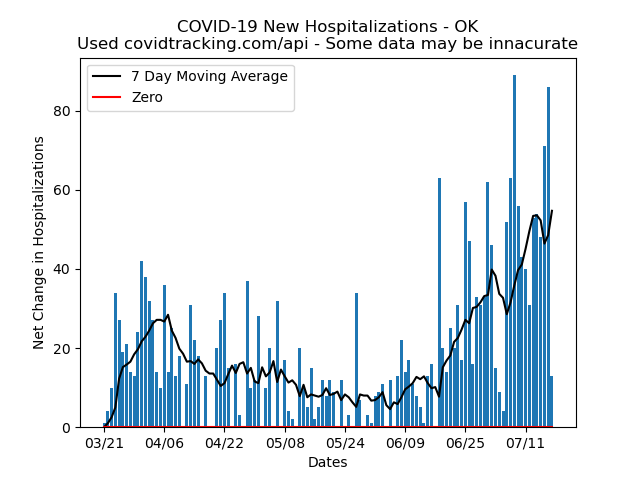 COVID-19 New Hospitalizations - OK
Used covidtracking.com/api - Some data may be innacurate
7 Day Moving Average
Zero
Net Change in Hospitalizations
80
60
40
20
0
03/21 04/06 04/22 05/08 05/24 06/09 06/25 07/11
Dates